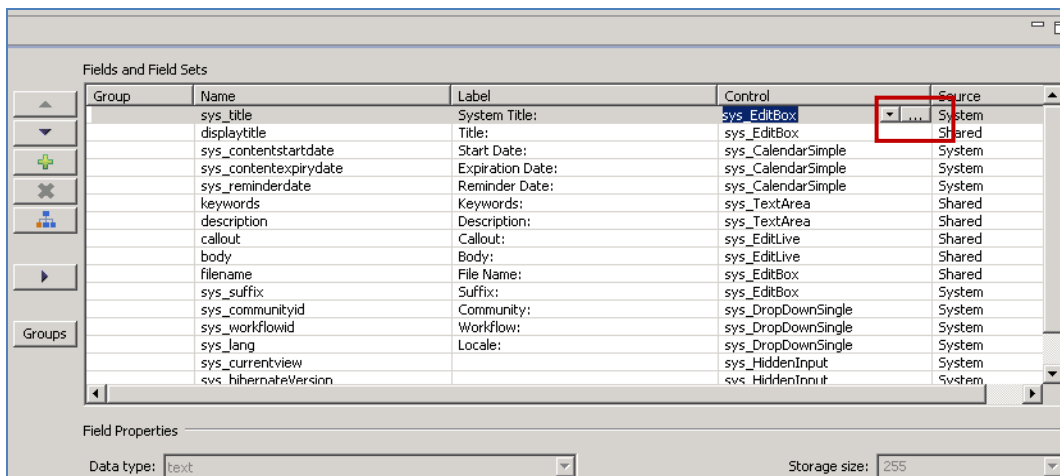 Fields and Field Sets
Group Name Label Control Source
sys_title System Title: sys_EditBox ... System
displaytitle Title: sys_EditBox Shared
sys_contentstartdate Start Date: sys_CalendarSimple System
sys_contentexpirydate Expiration Date: sys_CalendarSimple System
sys_reminderdate Reminder Date: sys_CalendarSimple System
keywords Keywords: sys_TextArea Shared
description Description: sys_TextArea Shared
callout Callout: sys_EditLive Shared
body Body: sys_EditLive Shared
filename File Name: sys_EditBox Shared
sys_suffix Suffix: sys_EditBox System
sys_communityid Community: sys_DropDownSingle System
Groups sys_workflowid Workflow: sys_DropDownSingle System
sys_lang Locale: sys_DropDownSingle System
sys_currentview sys_HiddenInput System
sys_hibernateVersion sys_HiddenInput System
Field Properties
Data type: text Storage size: 255